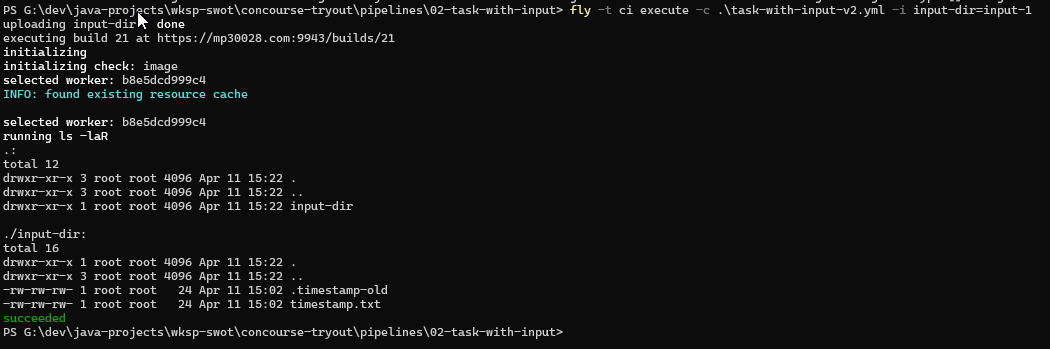 PS G:\dev\java-projects\wksp-swot\concourse-tryout\pipelines\02-task-with-input> fly -t ci execute -c .\task-with-input-v2.yml -i input-dir=input-1
uploading input-dir done
executing build 21 at https://mp30028.com:9943/builds/21
initializing
initializing check: image
selected worker: b8e5dcd999c4
INFO: found existing resource cache

selected worker: b8e5dcd999c4
running ls -laR
.:
total 12
drwxr-xr-x 3 root root 4096 Apr 11 15:22 .
drwxr-xr-x 3 root root 4096 Apr 11 15:22 ..
drwxr-xr-x 1 root root 4096 Apr 11 15:22 input-dir

./input-dir:
total 16
drwxr-xr-x 1 root root 4096 Apr 11 15:22 .
drwxr-xr-x 3 root root 4096 Apr 11 15:22 ..
-rw-rw-rw- 1 root root   24 Apr 11 15:02 .timestamp-old
-rw-rw-rw- 1 root root   24 Apr 11 15:02 timestamp.txt
succeeded
PS G:\dev\java-projects\wksp-swot\concourse-tryout\pipelines\02-task-with-input>